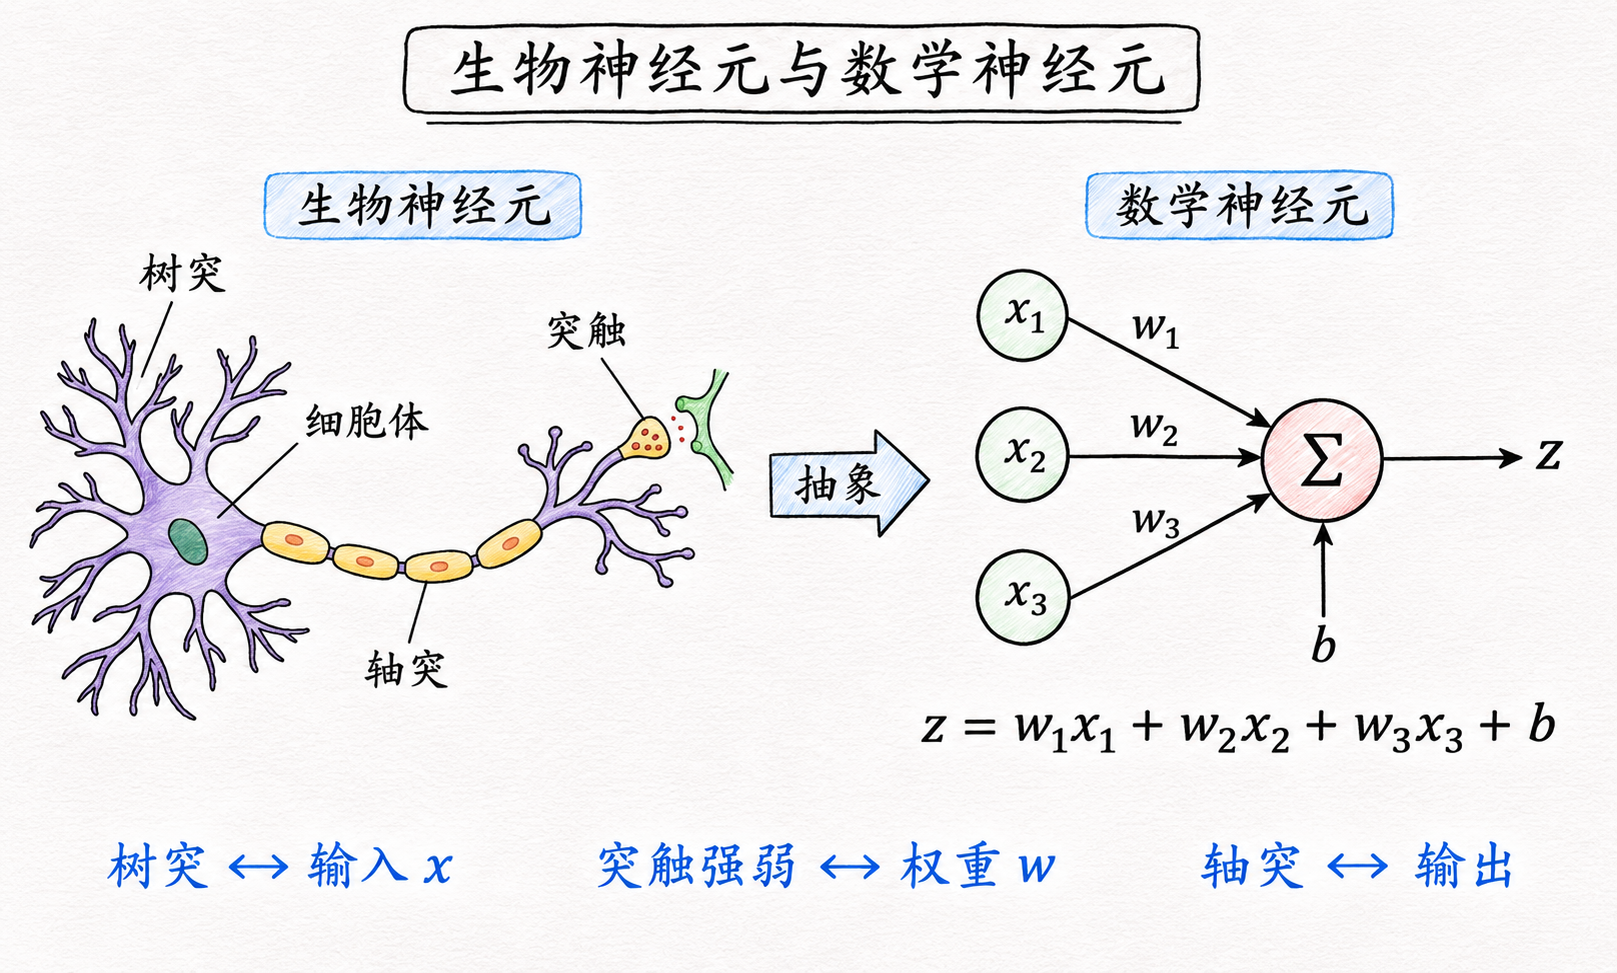 生物神经元与数学神经元
生物神经元
数学神经元
树突
突触
细胞体
轴突
抽象
x₁
w₁
x₂
w₂
x₃
w₃
Σ
z
b
z = w₁x₁ + w₂x₂ + w₃x₃ + b
树突 ↔ 输入 x
突触强弱 ↔ 权重 w
轴突 ↔ 输出